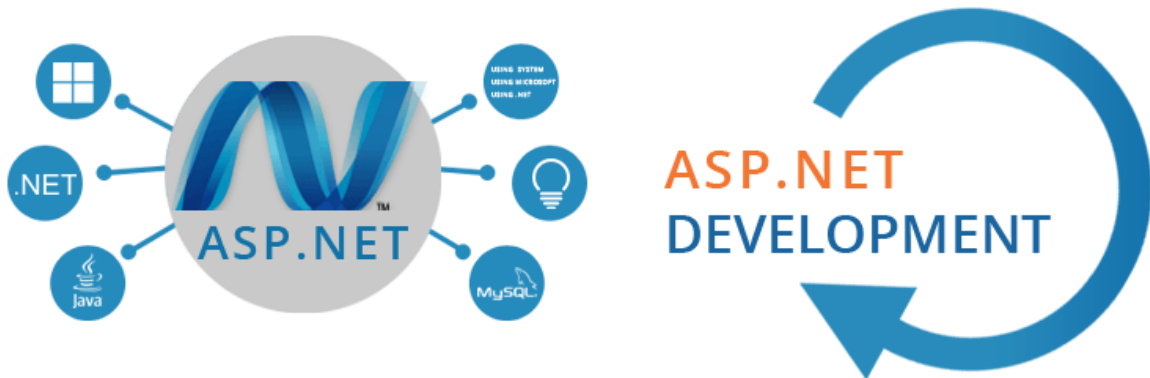 USING SYSTEM
USING MICROSOFT
USING .NET
.NET
TM
ASP.NET
Java
MySQL
ASP.NET
DEVELOPMENT